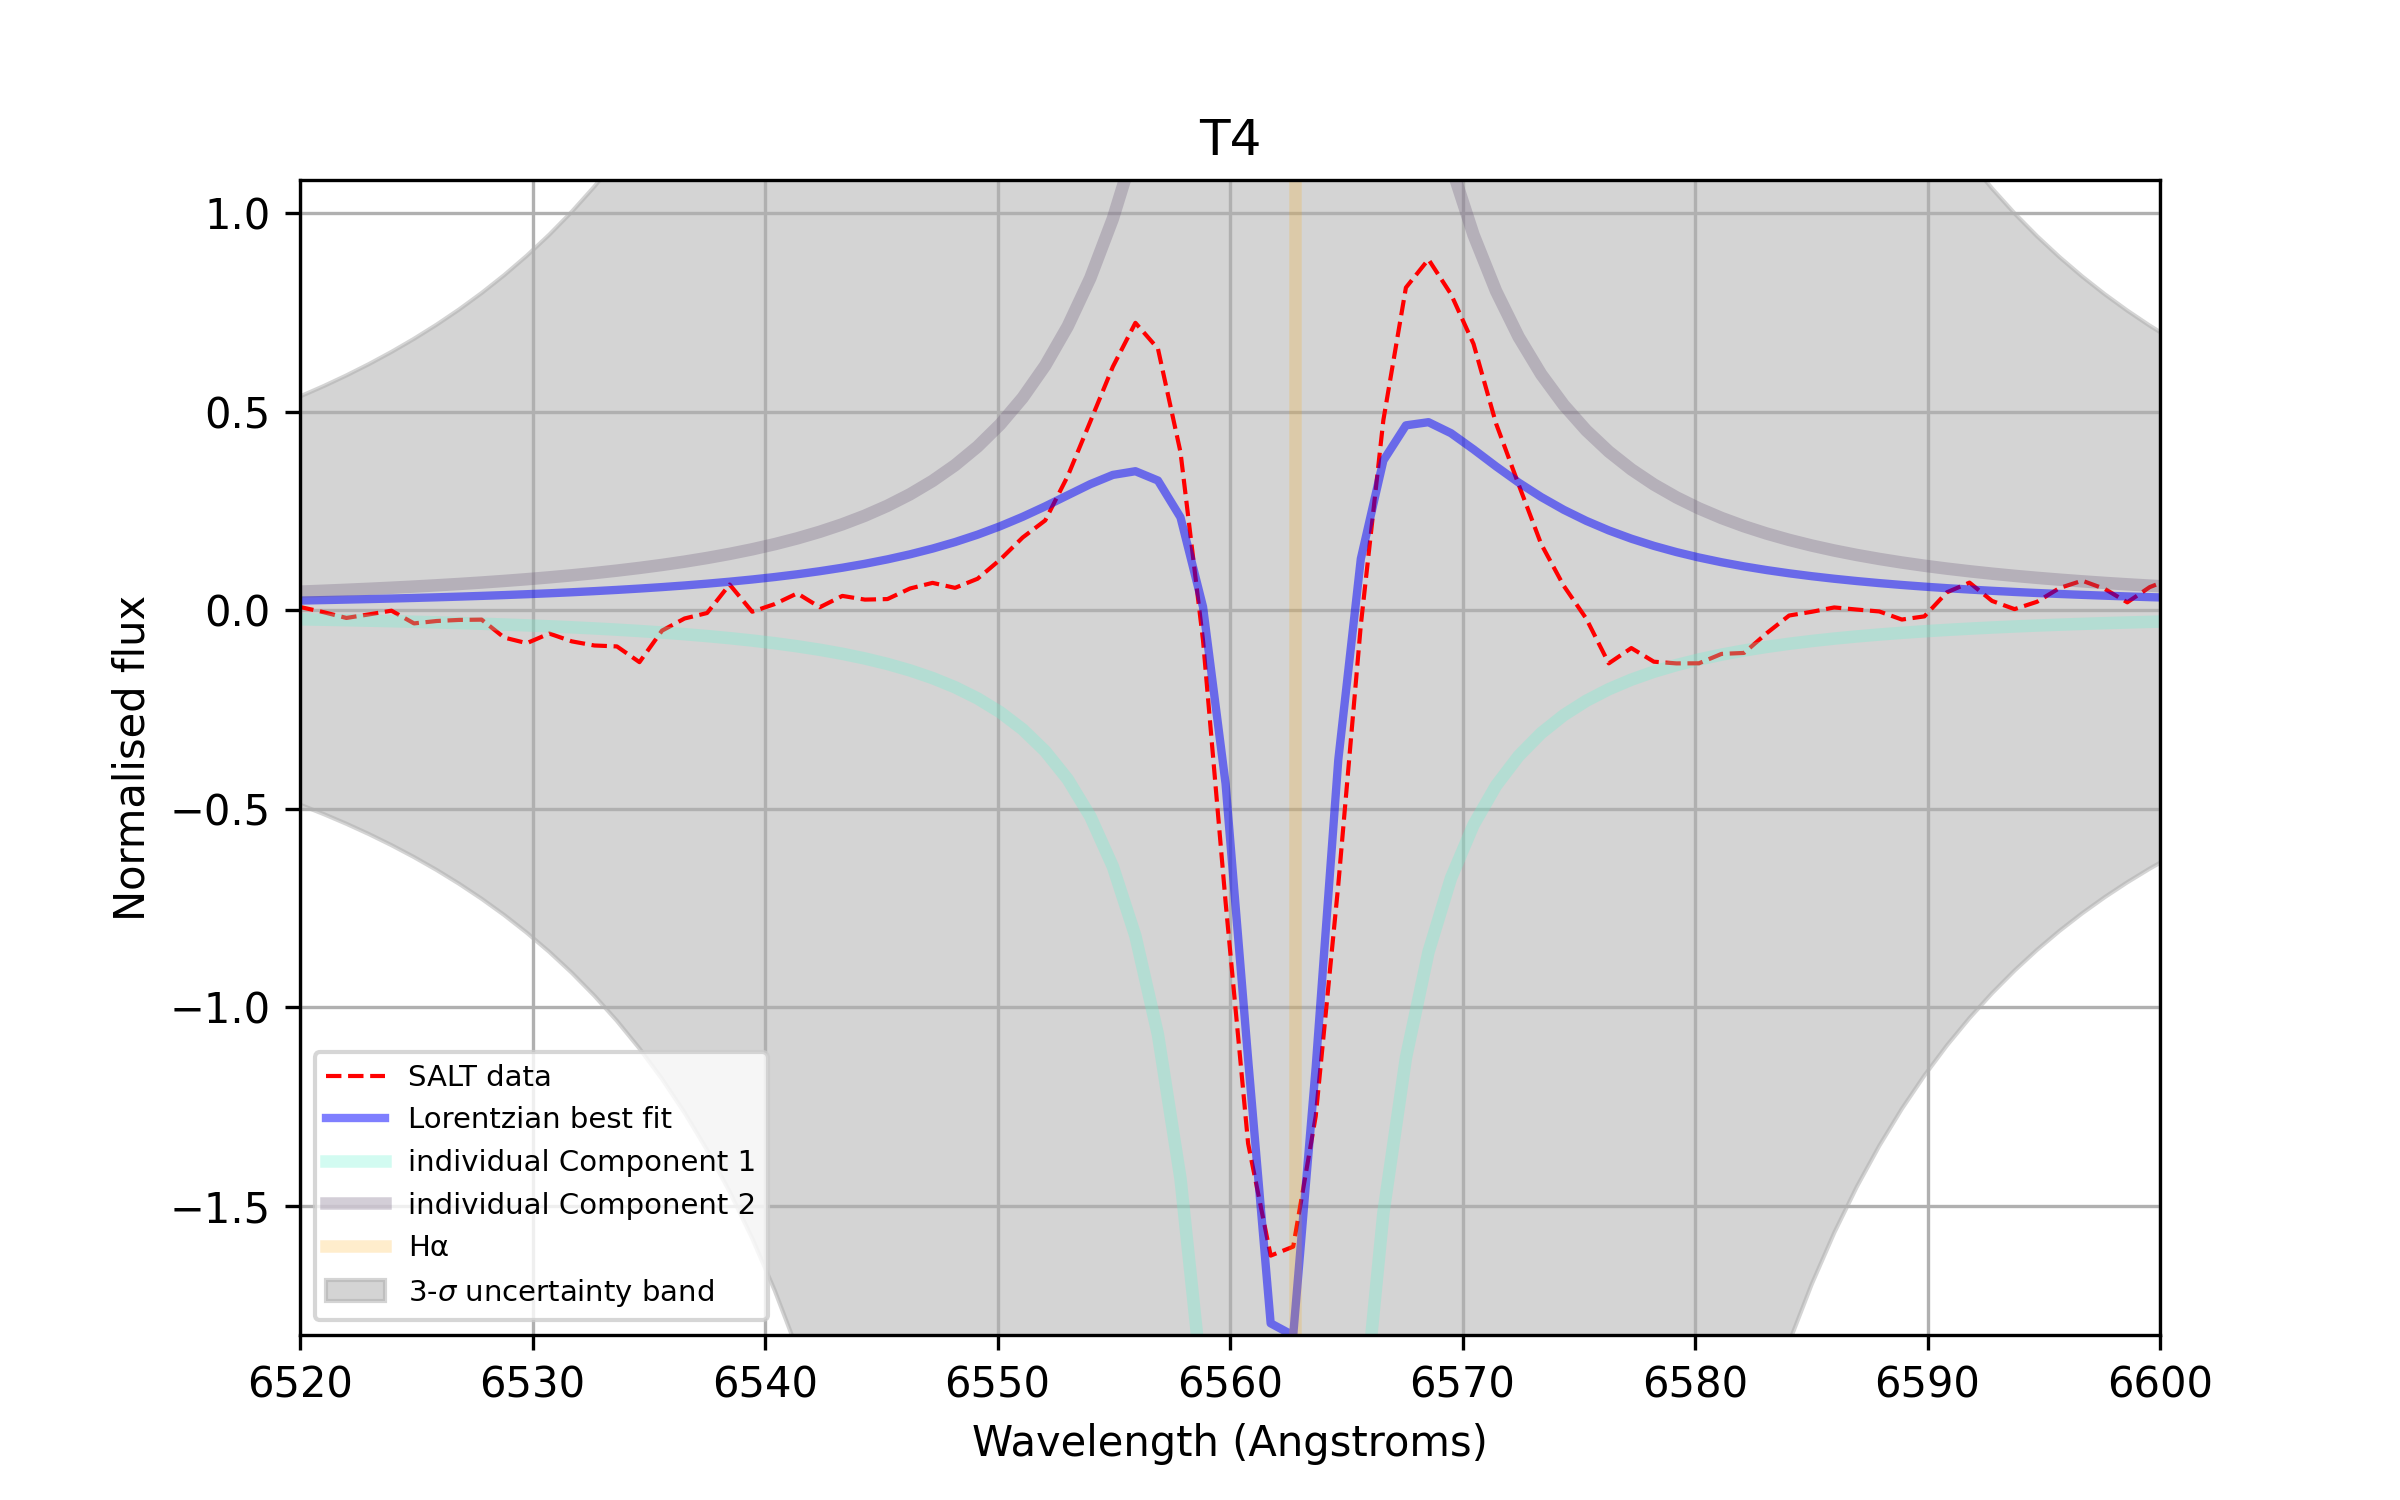 T4
1.0
0.5
0.0
−0.5
−1.0
−1.5
Normalised flux
SALT data
Lorentzian best fit
individual Component 1
individual Component 2
Hα
3-σ uncertainty band
6520 6530 6540 6550 6560 6570 6580 6590 6600
Wavelength (Angstroms)